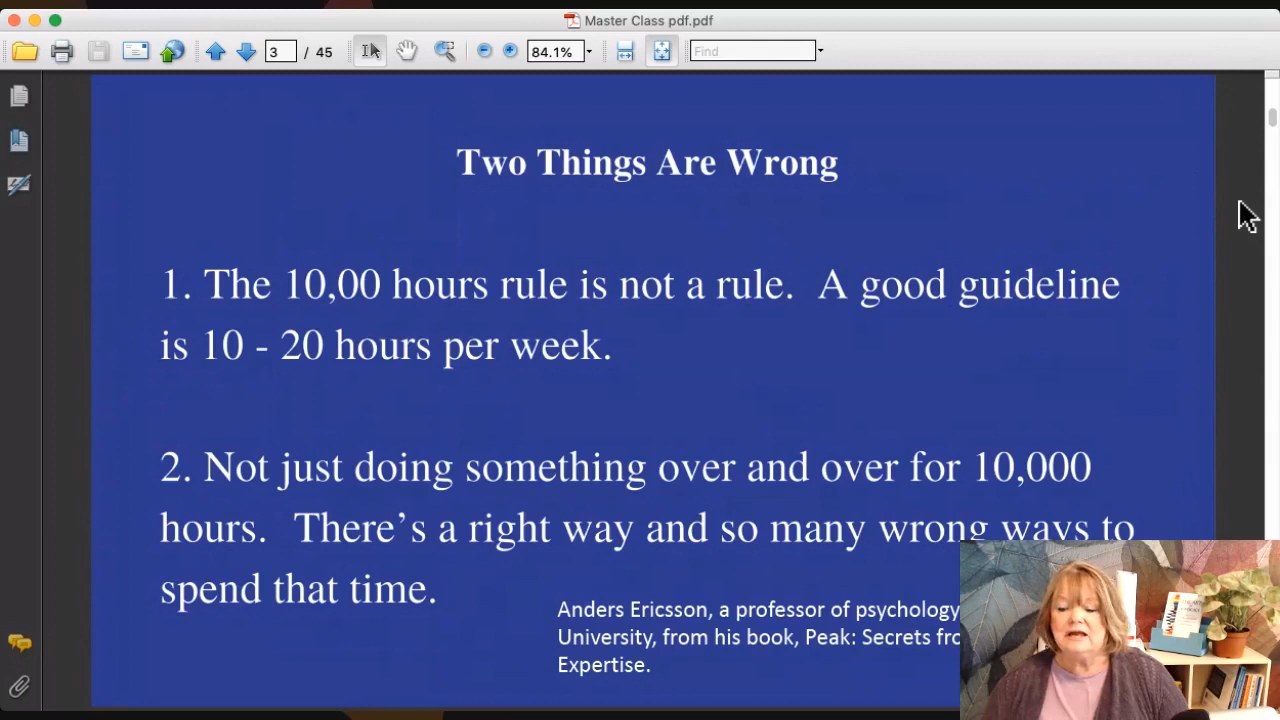 Master Class pdf.pdf
3 / 45
84.1%
Find
Two Things Are Wrong
1. The 10,00 hours rule is not a rule. A good guideline
is 10 - 20 hours per week.
2. Not just doing something over and over for 10,000
hours. There’s a right way and so many wrong ways to
spend that time.
Anders Ericsson, a professor of psychology
University, from his book, Peak: Secrets
Expertise.